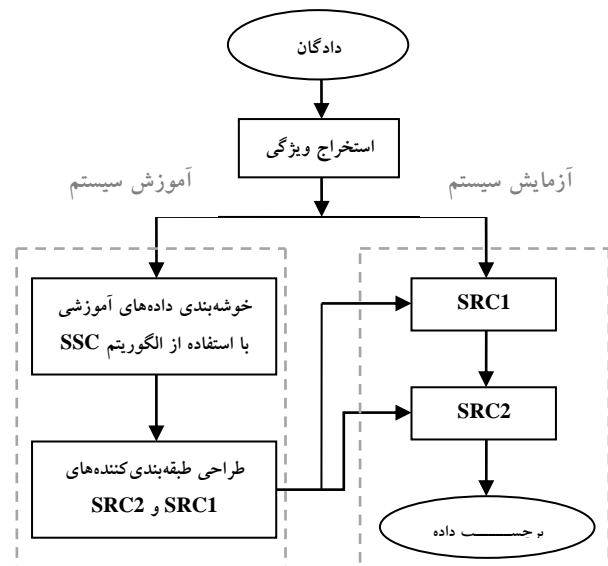 دادگان
استخراج ویژگی
آموزش سیستم
آزمایش سیستم
خوشه‌بندی داده‌های آموزشی
با استفاده از الگوریتم SSC
طراحی طبقه‌بندی‌کننده‌های
SRC1 و SRC2
SRC1
SRC2
برچســـــــب داده